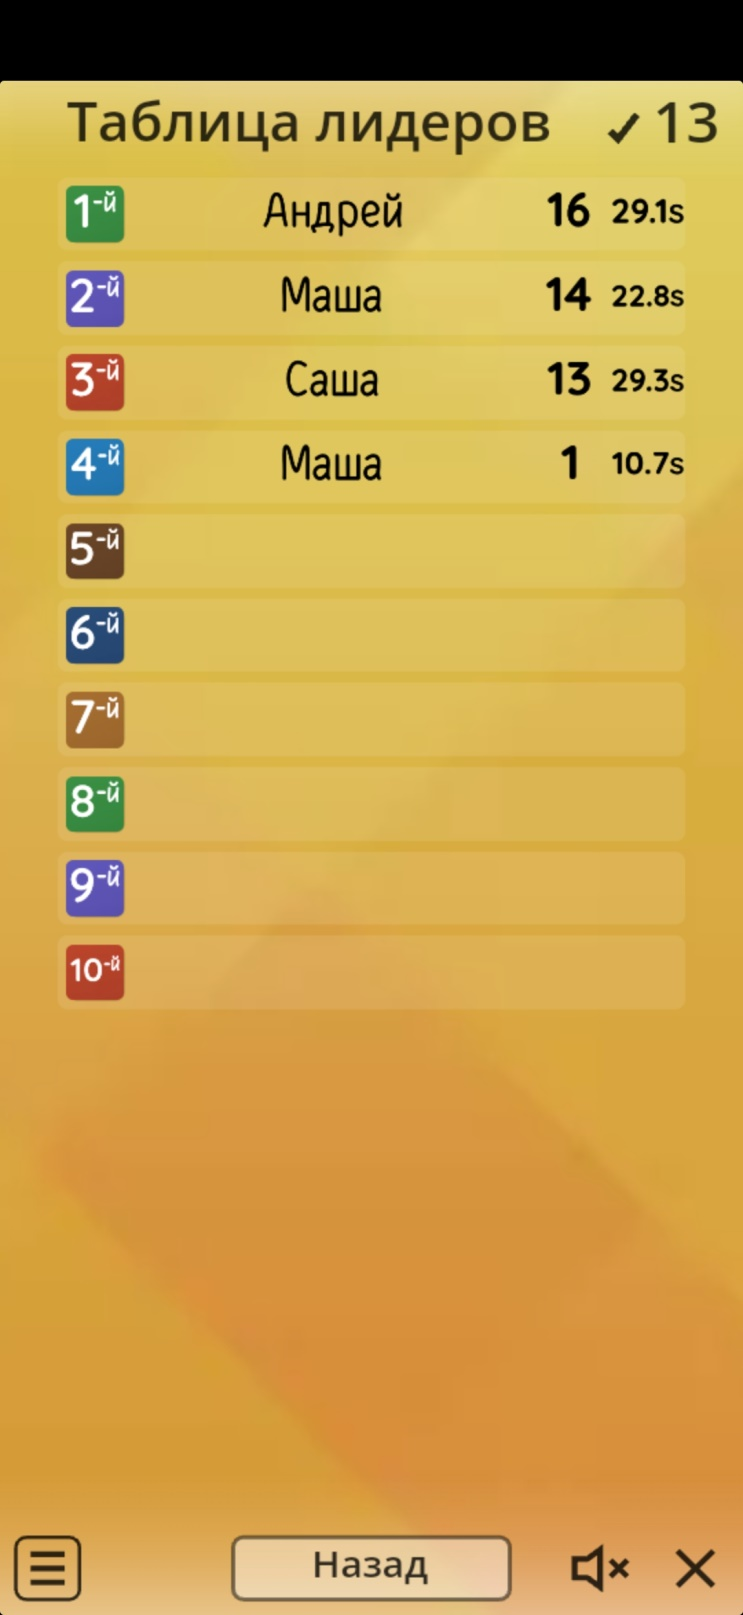 Таблица лидеров ✓ 13
1-й Андрей 16 29.1s
2-й Маша 14 22.8s
3-й Саша 13 29.3s
4-й Маша 1 10.7s
5-й
6-й
7-й
8-й
9-й
10-й
Назад